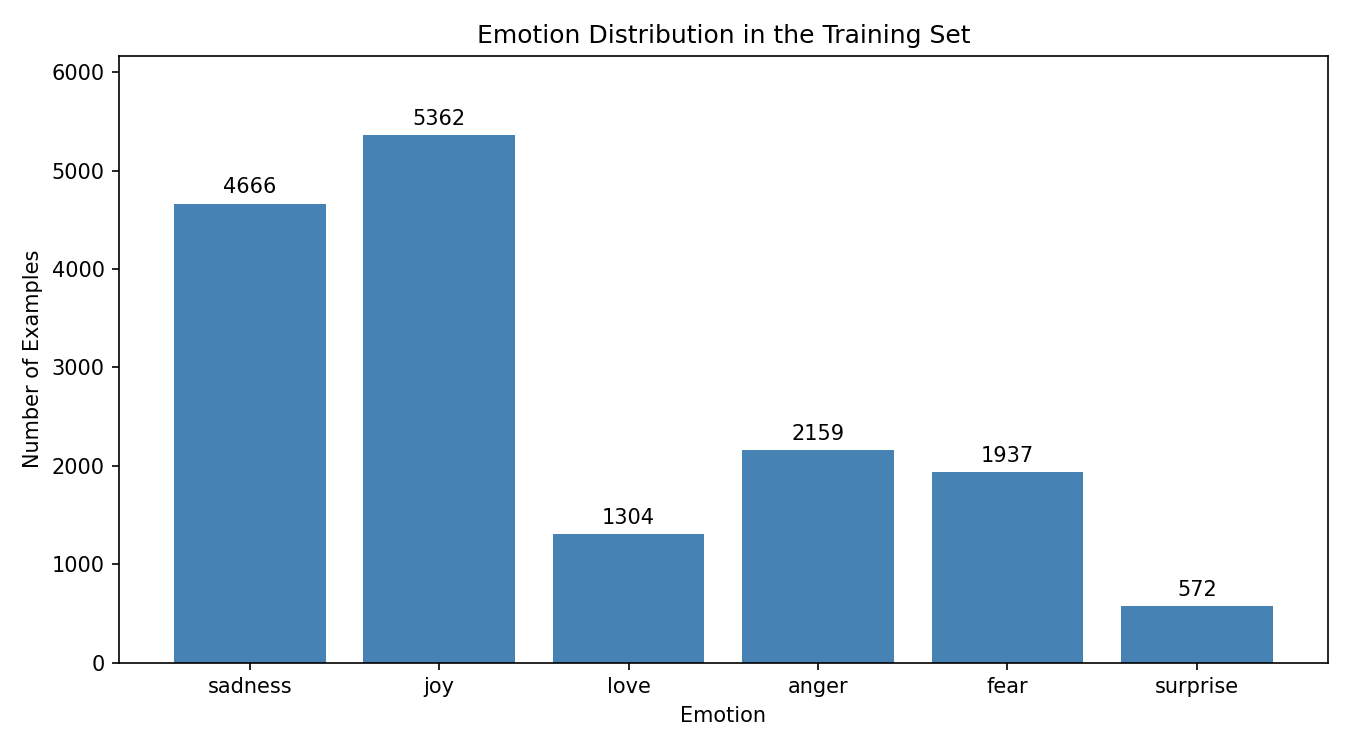 Emotion Distribution in the Training Set
6000
5000
4000
3000
2000
1000
0
Number of Examples
4666
5362
1304
2159
1937
572
sadness
joy
love
anger
fear
surprise
Emotion